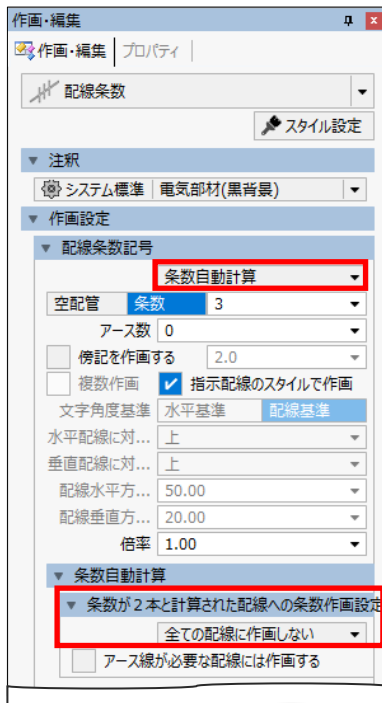 作画・編集
作画・編集 プロパティ
配線条数
スタイル設定
注釈
システム標準 電気部材(黒背景)
作画設定
配線条数記号
条数自動計算
空配管 条数 3
アース数 0
傍記を作画する 2.0
複数作画 指示配線のスタイルで作画
文字角度基準 水平基準 配線基準
水平配線に対... 上
垂直配線に対... 上
配線水平方... 50.00
配線垂直方... 20.00
倍率 1.00
条数自動計算
条数が2本と計算された配線への条数作画設定
全ての配線に作画しない
アース線が必要な配線には作画する